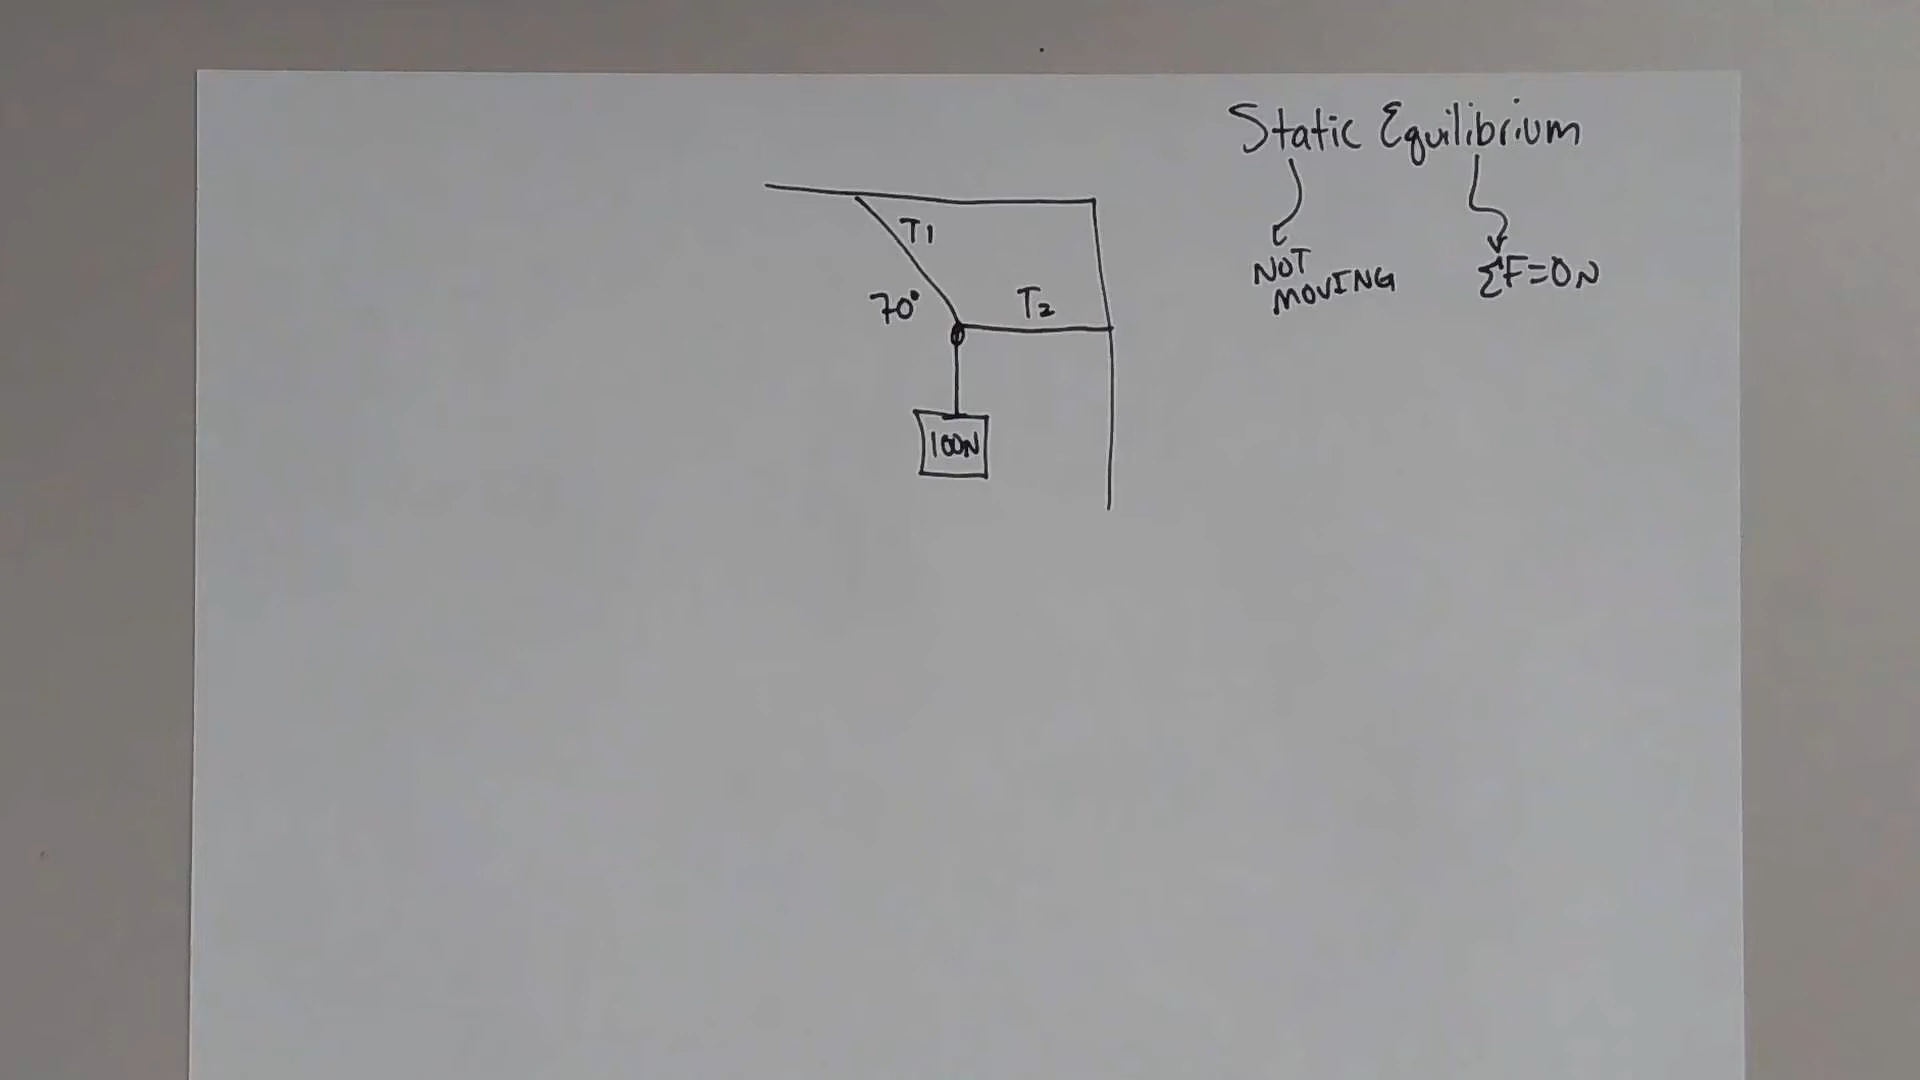 Static Equilibrium
NOT
MOVING
ΣF=0N
T1
70°
T2
100N